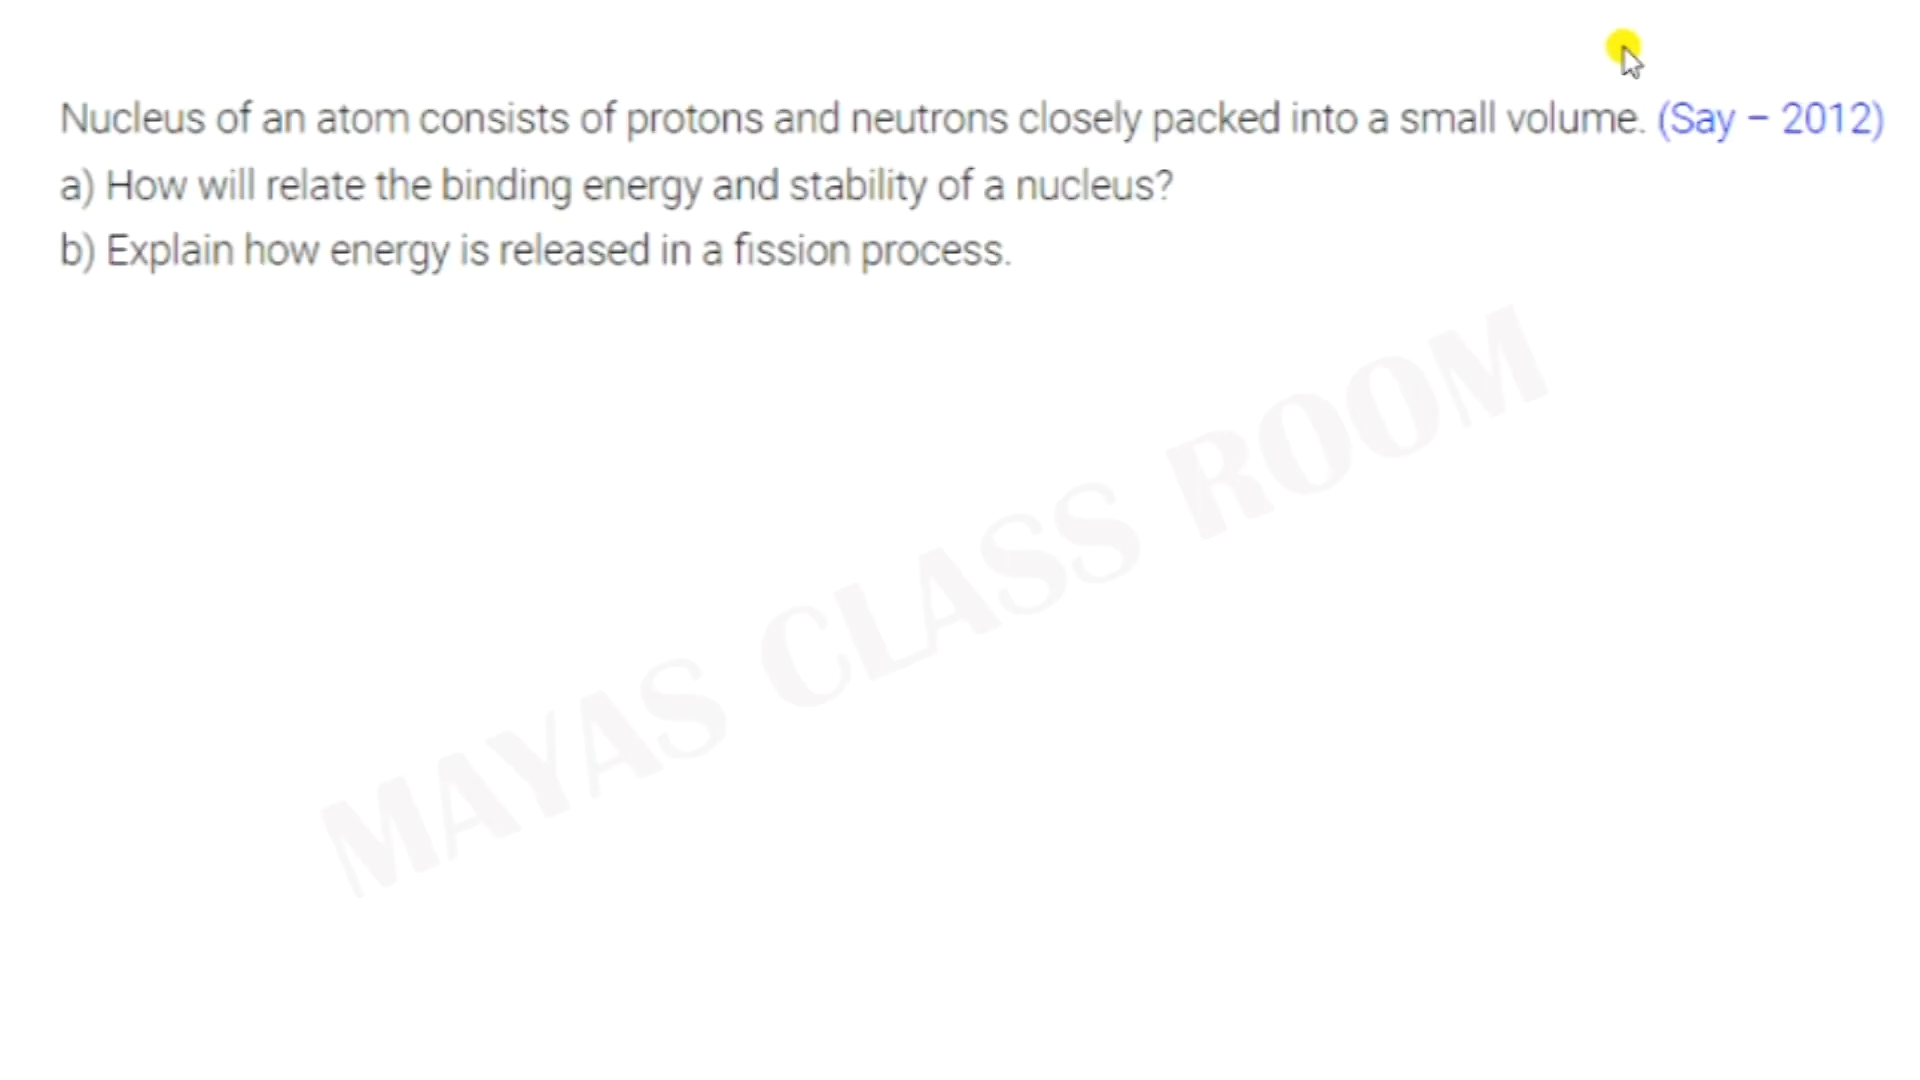 Nucleus of an atom consists of protons and neutrons closely packed into a small volume. (Say – 2012)
a) How will relate the binding energy and stability of a nucleus?
b) Explain how energy is released in a fission process.
MAYAS CLASS ROOM